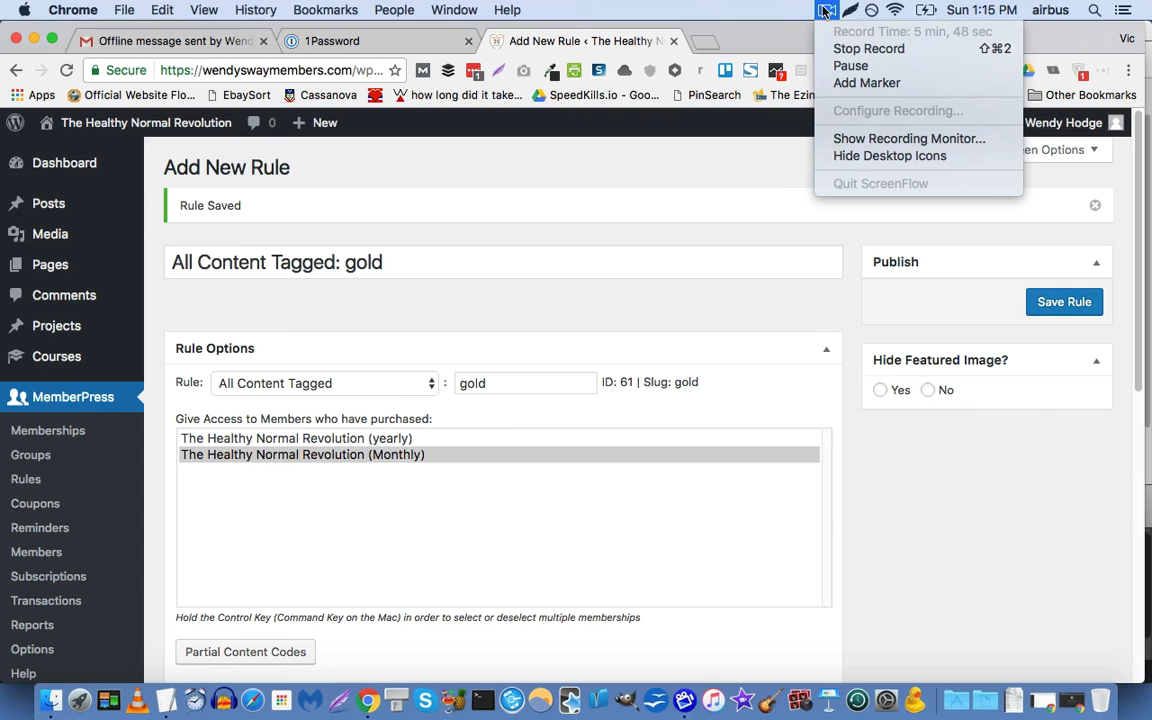 Chrome File Edit View History Bookmarks People Window Help Sun 1:15 PM airbus
Record Time: 5 min, 48 sec
Stop Record ⇧⌘2
Pause
Add Marker
Configure Recording...
Show Recording Monitor...
Hide Desktop Icons
Quit ScreenFlow
Offline message sent by Wend
1Password
Add New Rule ‹ The Healthy N
Vic
Secure https://wendyswaymembers.com/wp...
Apps Official Website Flo... EbaySort Cassanova how long did it take... SpeedKills.io - Goo... PinSearch The Ezin Other Bookmarks
The Healthy Normal Revolution 0 New Wendy Hodge
en Options
Dashboard
Posts
Media
Pages
Comments
Projects
Courses
MemberPress
Memberships
Groups
Rules
Coupons
Reminders
Members
Subscriptions
Transactions
Reports
Options
Help
Add New Rule
Rule Saved
All Content Tagged: gold
Rule Options
Rule: All Content Tagged : gold ID: 61 | Slug: gold
Give Access to Members who have purchased:
The Healthy Normal Revolution (yearly)
The Healthy Normal Revolution (Monthly)
Hold the Control Key (Command Key on the Mac) in order to select or deselect multiple memberships
Partial Content Codes
Publish
Save Rule
Hide Featured Image?
Yes No